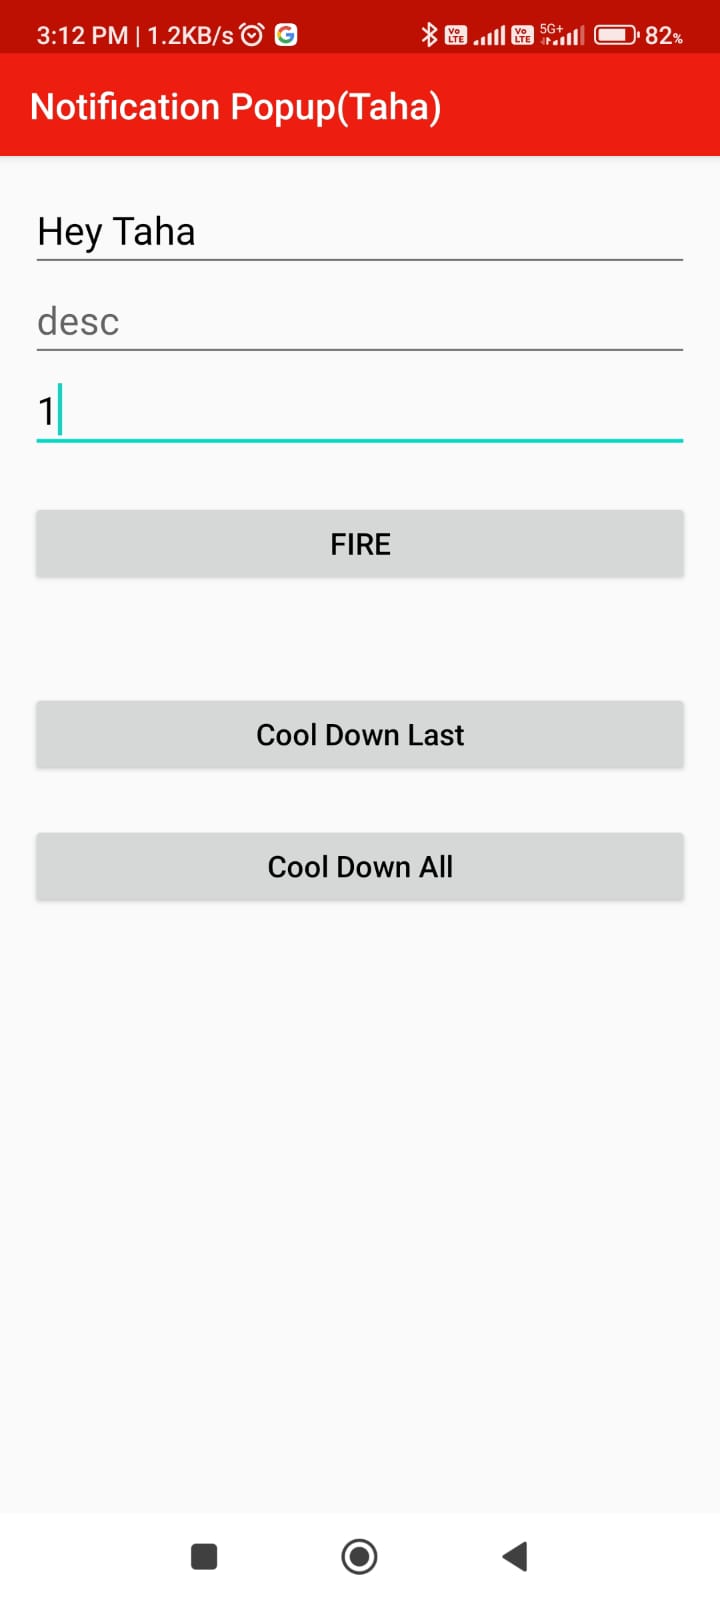 3:12 PM | 1.2KB/s G Vo LTE Vo LTE 5G+ 82%
Notification Popup(Taha)
Hey Taha
desc
1
FIRE
Cool Down Last
Cool Down All